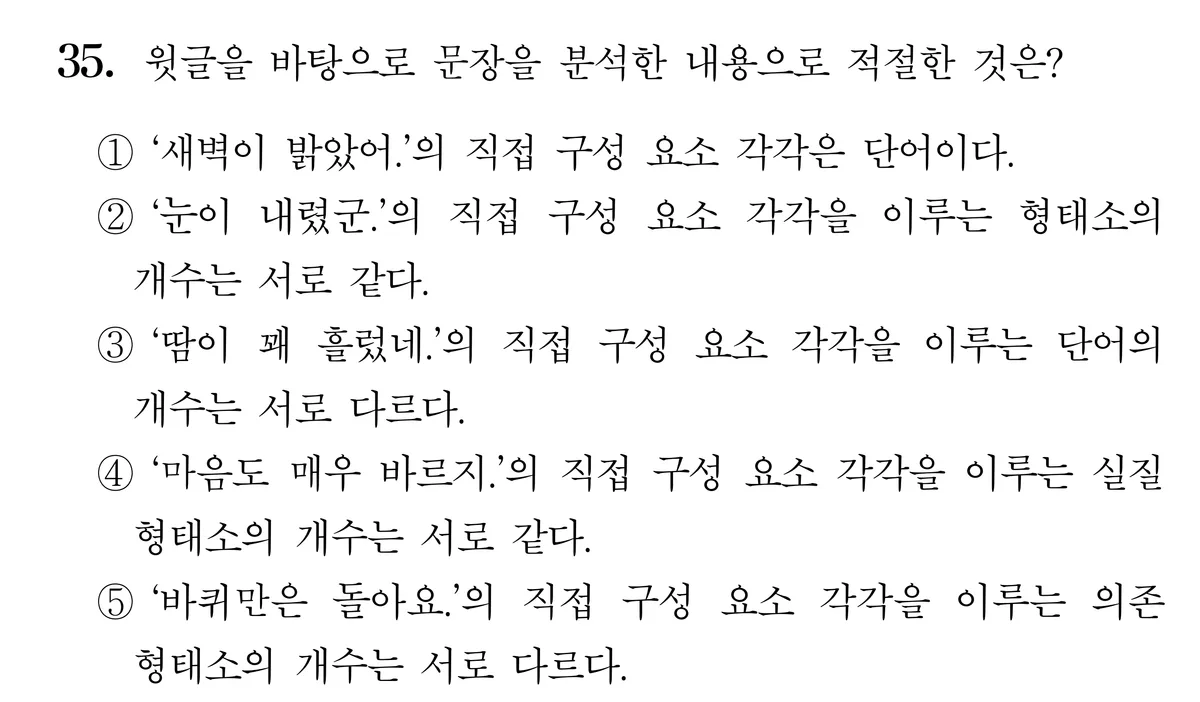 35. 윗글을 바탕으로 문장을 분석한 내용으로 적절한 것은?
① ‘새벽이 밝았어.’의 직접 구성 요소 각각은 단어이다.
② ‘눈이 내렸군.’의 직접 구성 요소 각각을 이루는 형태소의
개수는 서로 같다.
③ ‘땀이 꽤 흘렀네.’의 직접 구성 요소 각각을 이루는 단어의
개수는 서로 다르다.
④ ‘마음도 매우 바르지.’의 직접 구성 요소 각각을 이루는 실질
형태소의 개수는 서로 같다.
⑤ ‘바퀴만은 돌아요.’의 직접 구성 요소 각각을 이루는 의존
형태소의 개수는 서로 다르다.